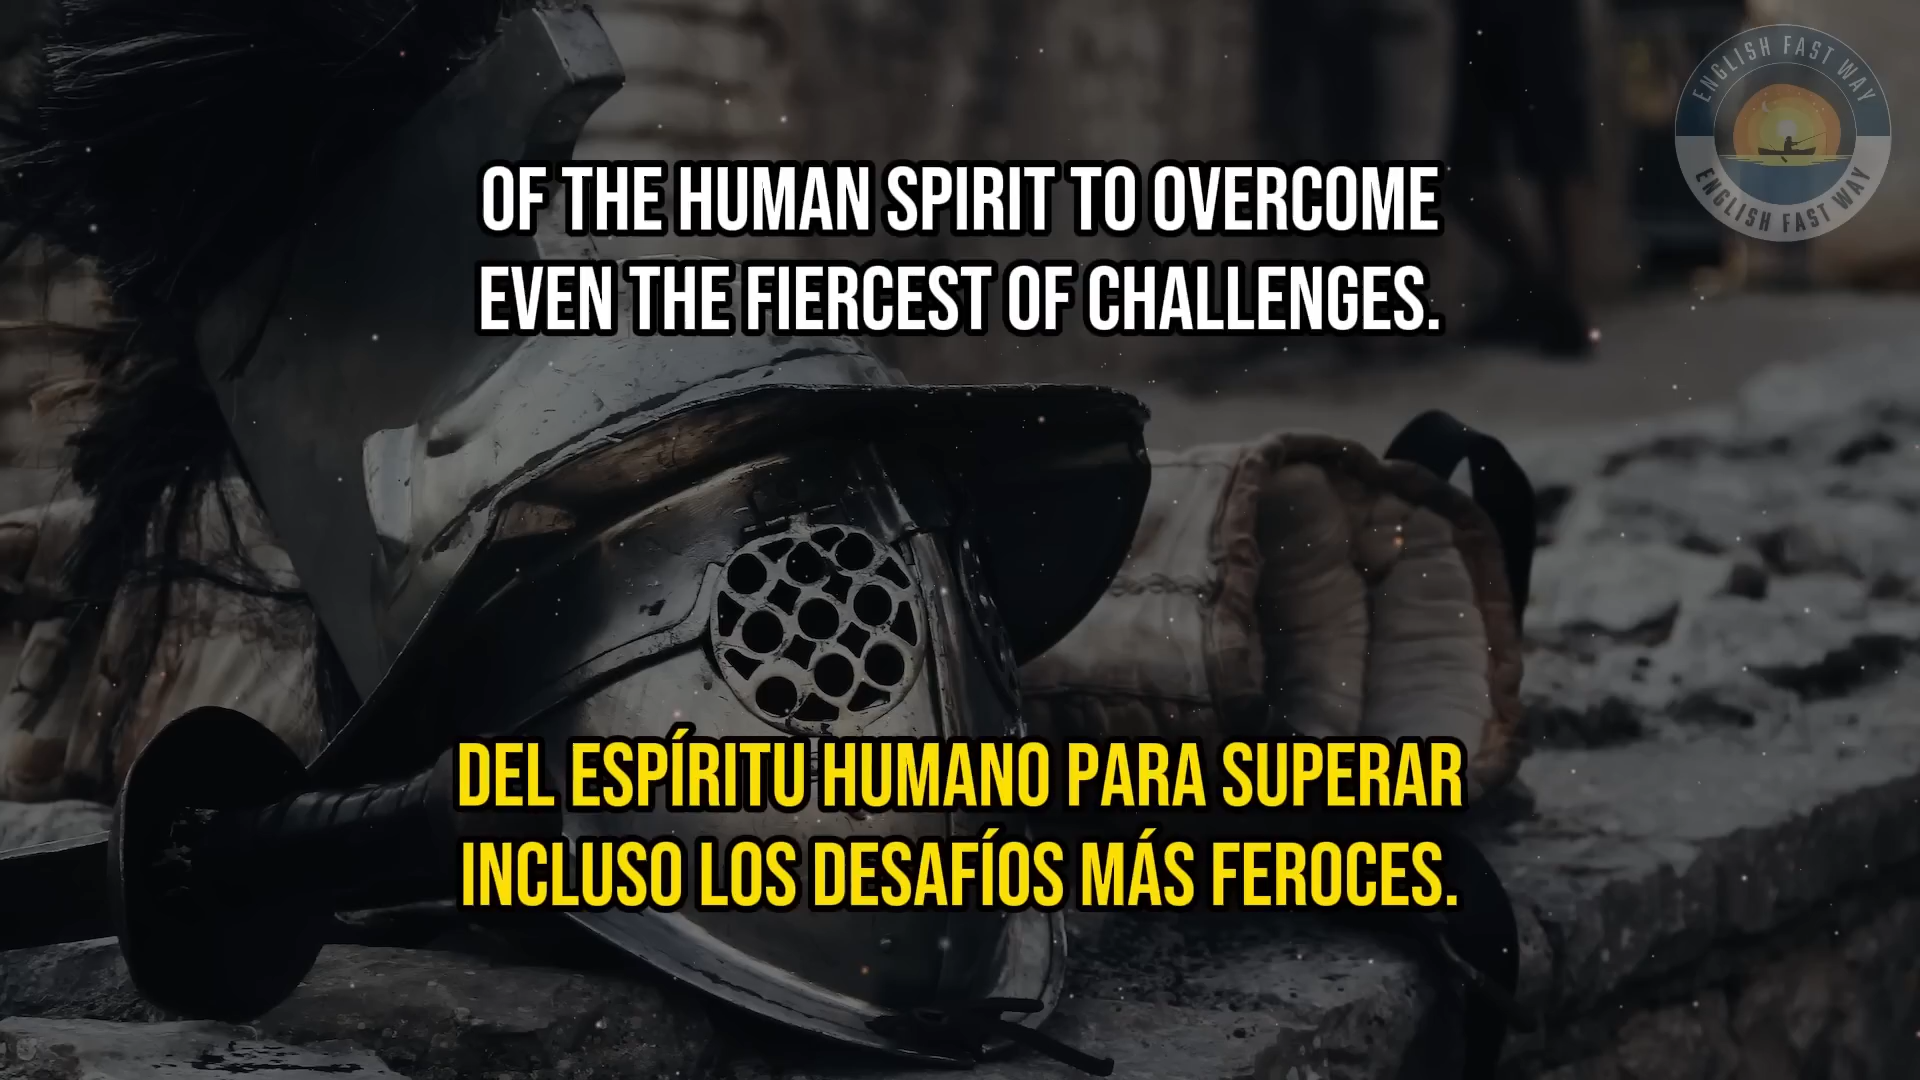 ENGLISH FAST WAY
ENGLISH FAST WAY
OF THE HUMAN SPIRIT TO OVERCOME
EVEN THE FIERCEST OF CHALLENGES.
DEL ESPÍRITU HUMANO PARA SUPERAR
INCLUSO LOS DESAFÍOS MÁS FEROCES.